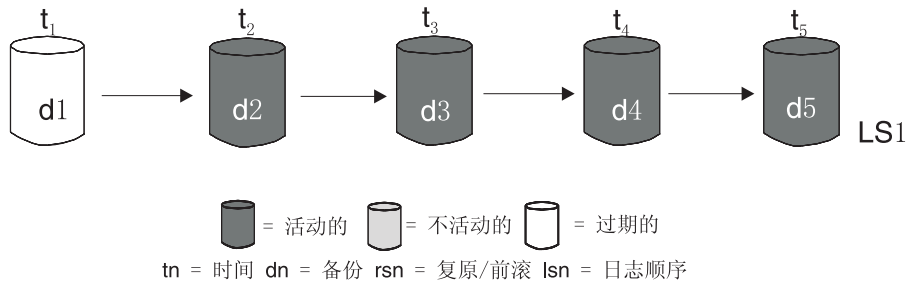 t1 t2 t3 t4 t5
d1 d2 d3 d4 d5
LS1
= 活动的 = 不活动的 = 过期的
tn = 时间 dn = 备份 rsn = 复原/前滚 lsn = 日志顺序